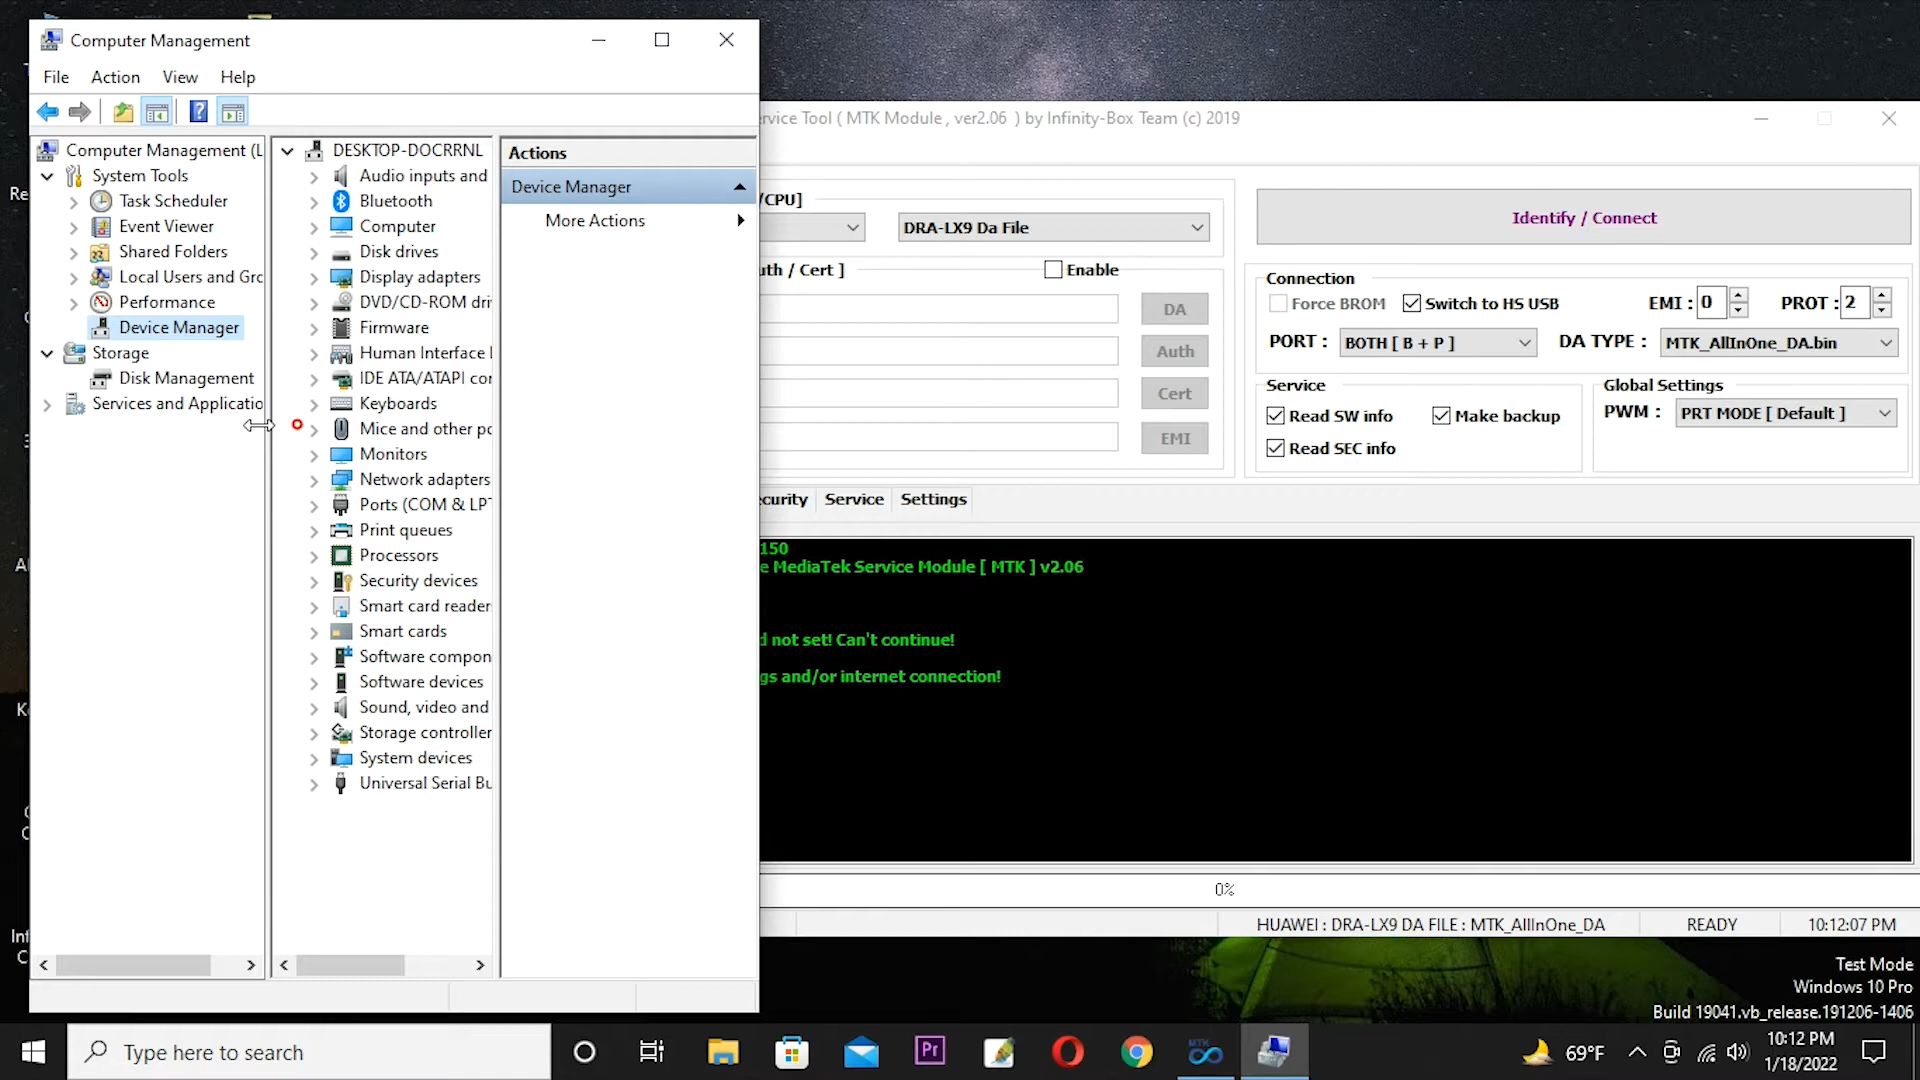 Computer Management
File Action View Help
Computer Management (L
System Tools
Task Scheduler
Event Viewer
Shared Folders
Local Users and Grc
Performance
Device Manager
Storage
Disk Management
Services and Applicatio
DESKTOP-DOCRRNL
Audio inputs and
Bluetooth
Computer
Disk drives
Display adapters
DVD/CD-ROM dri
Firmware
Human Interface
IDE ATA/ATAPI co
Keyboards
Mice and other po
Monitors
Network adapters
Ports (COM & LPT
Print queues
Processors
Security devices
Smart card reader
Smart cards
Software compon
Software devices
Sound, video and
Storage controller
System devices
Universal Serial Bu
Actions
Device Manager
More Actions
rvice Tool ( MTK Module , ver2.06 ) by Infinity-Box Team (c) 2019
/CPU]
DRA-LX9 Da File
uth / Cert ]
Enable
DA
Auth
Cert
EMI
Identify / Connect
Connection
Force BROM Switch to HS USB EMI : 0 PROT : 2
PORT : BOTH [ B + P ] DA TYPE : MTK_AllInOne_DA.bin
Service
Read SW info Make backup
Read SEC info
Global Settings
PWM : PRT MODE [ Default ]
ecurity Service Settings
150
e MediaTek Service Module [ MTK ] v2.06
d not set! Can't continue!
gs and/or internet connection!
0%
HUAWEI : DRA-LX9 DA FILE : MTK_AllInOne_DA READY 10:12:07 PM
Test Mode
Windows 10 Pro
Build 19041.vb_release.191206-1406
Type here to search
Pr
MTK
69°F
10:12 PM
1/18/2022